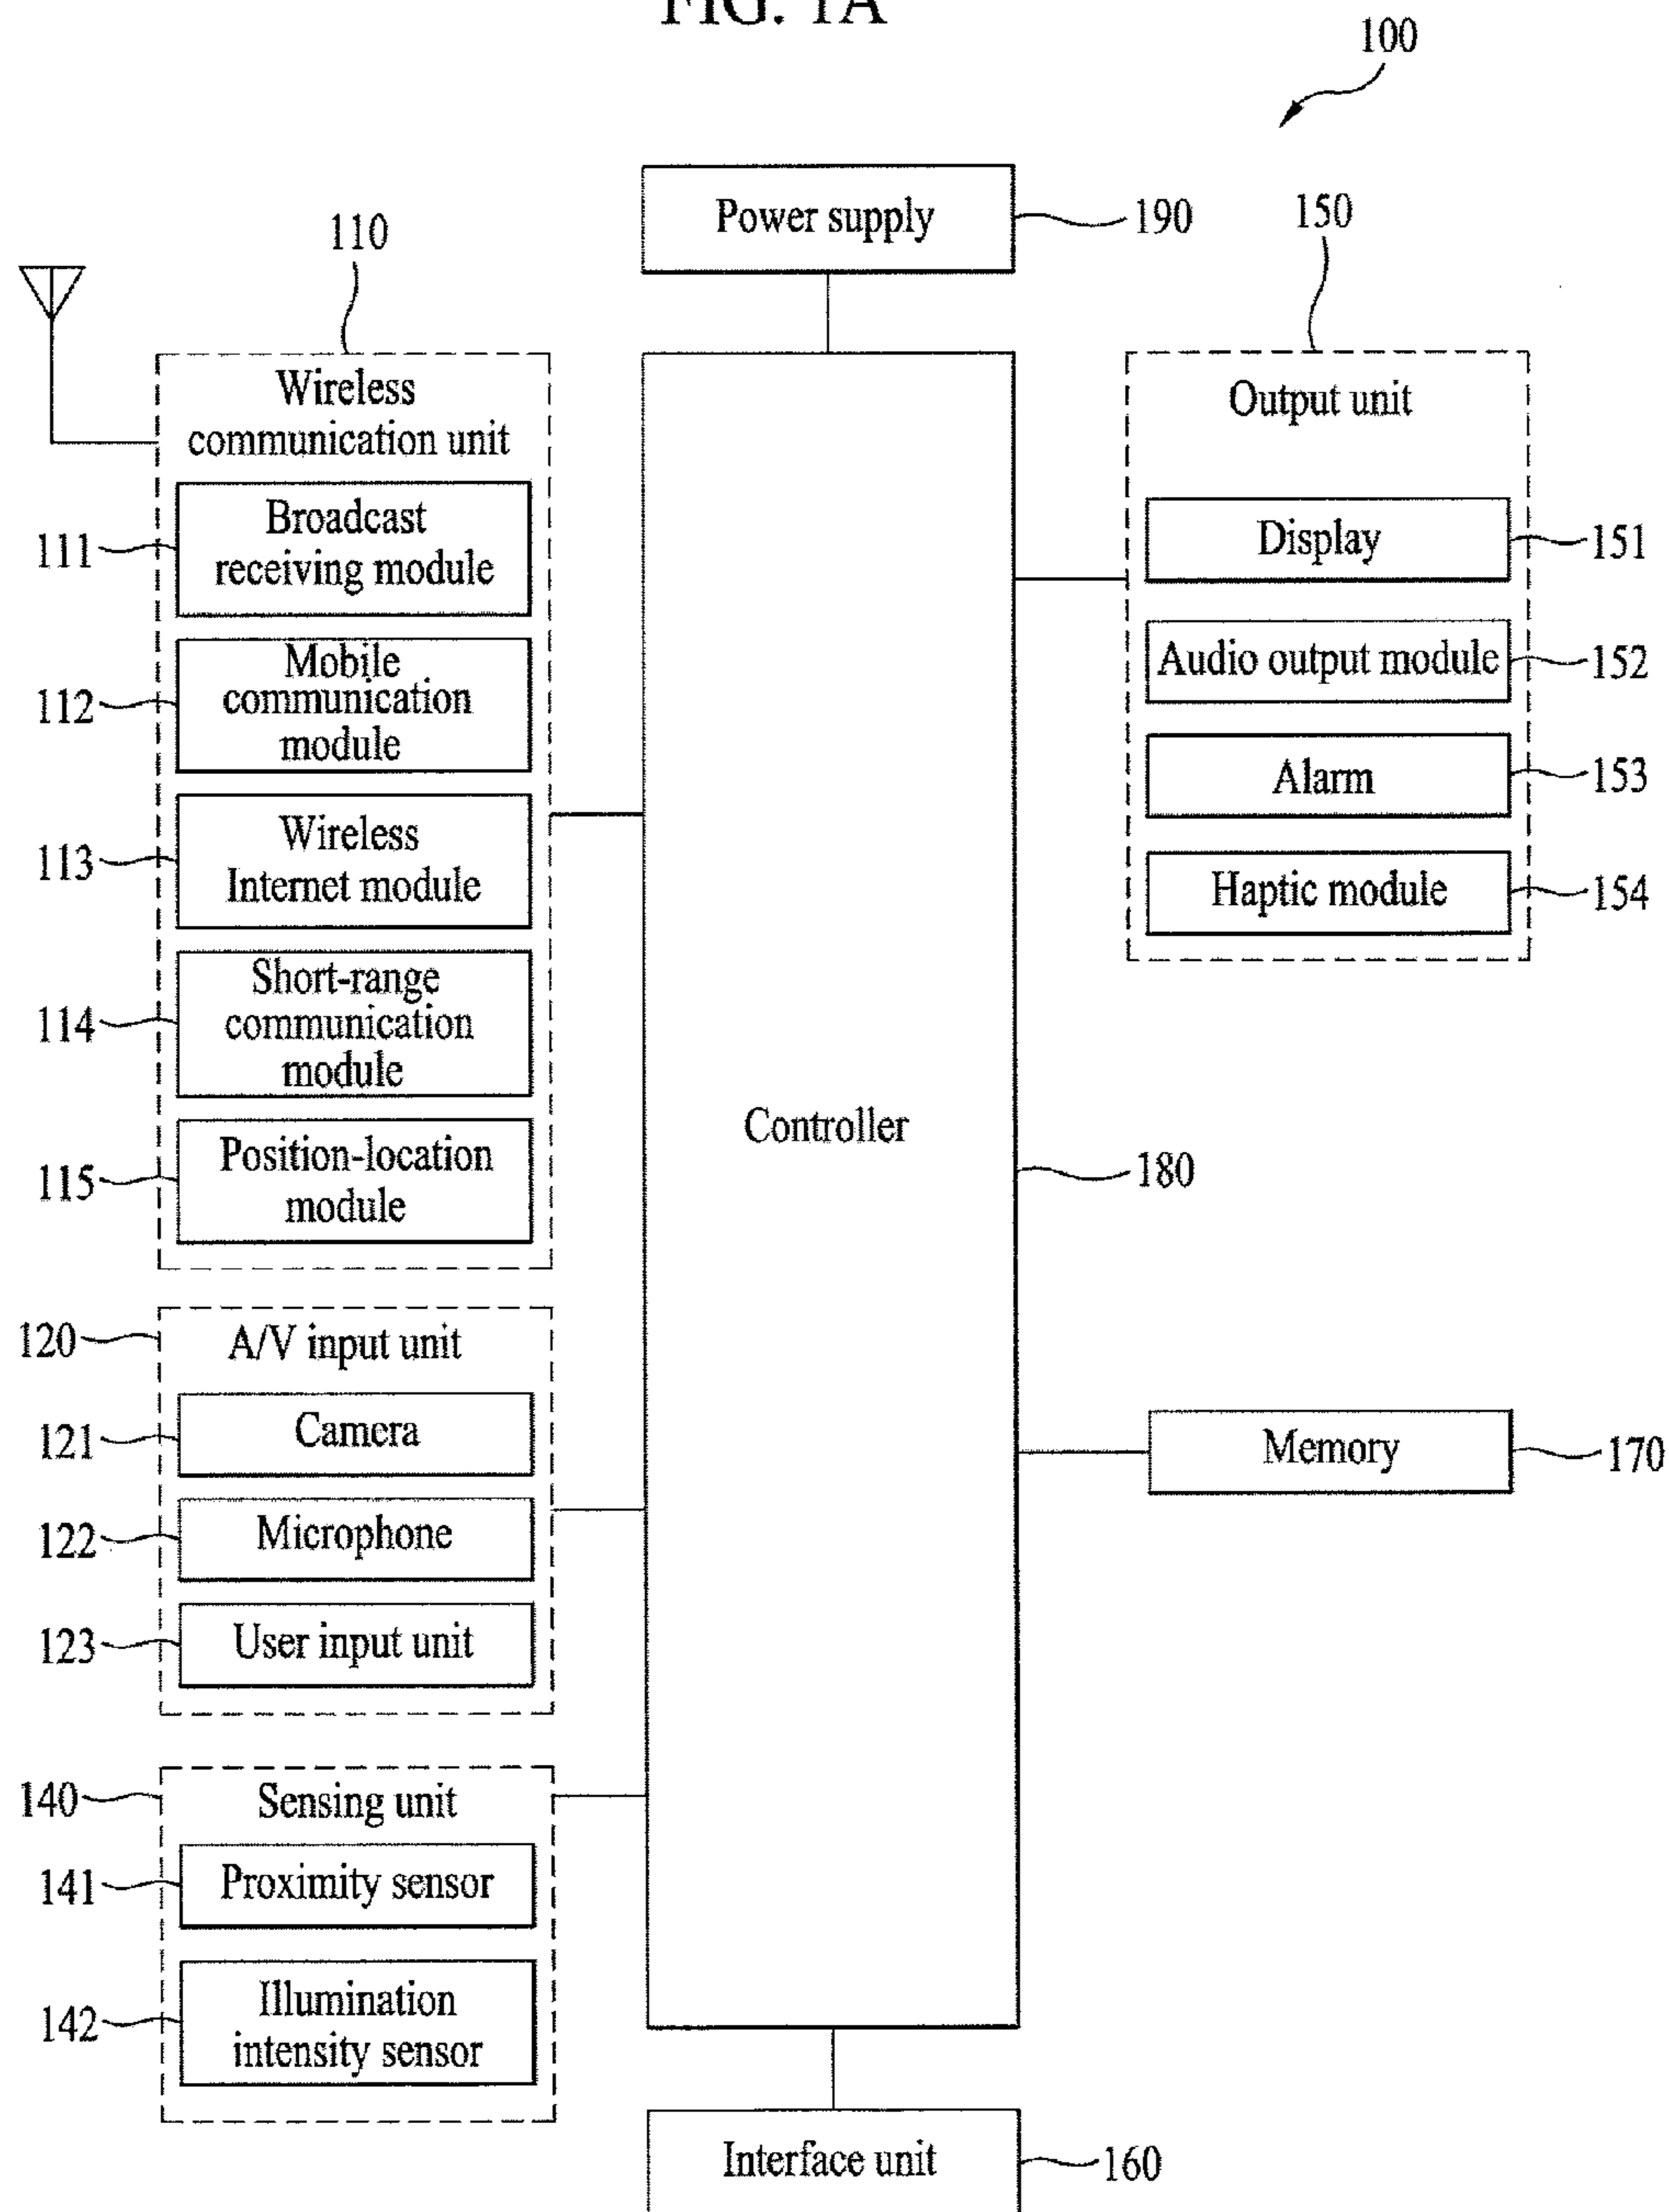 FIG. 1A
100
Power supply
190
150
110
Wireless
communication unit
Output unit
Broadcast
receiving module
111
Display
151
Mobile
communication
module
112
Audio output module
152
Wireless
Internet module
113
Alarm
153
Haptic module
154
Short-range
communication
module
114
Position-location
module
115
Controller
180
120
A/V input unit
Camera
121
Microphone
122
User input unit
123
Memory
170
140
Sensing unit
Proximity sensor
141
Illumination
intensity sensor
142
Interface unit
160